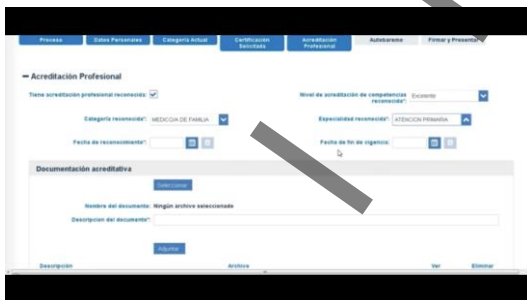 Proceso Datos Personales Categoría Actual Certificación Solicitada Acreditación Profesional Autobaremo Firmar y Presentar
Acreditación Profesional
Tiene acreditación profesional reconocida: Nivel de acreditación de competencias reconocida*: Excelente
Categoría reconocida*: MEDICO/A DE FAMILIA Especialidad reconocida*: ATENCION PRIMARIA
Fecha de reconocimiento*: Fecha de fin de vigencia:
Documentación acreditativa
Seleccionar
Nombre del documento: Ningún archivo seleccionado
Descripción del documento*:
Adjuntar
Descripción Archivo Ver Eliminar